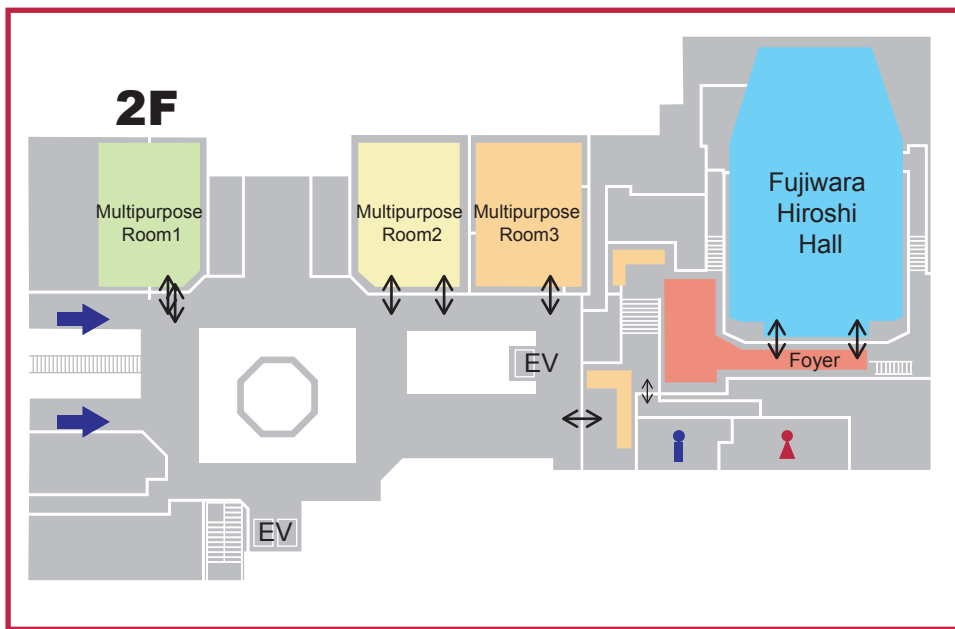 2F
Multipurpose
Room1
Multipurpose
Room2
Multipurpose
Room3
Fujiwara
Hiroshi
Hall
EV
Foyer
EV